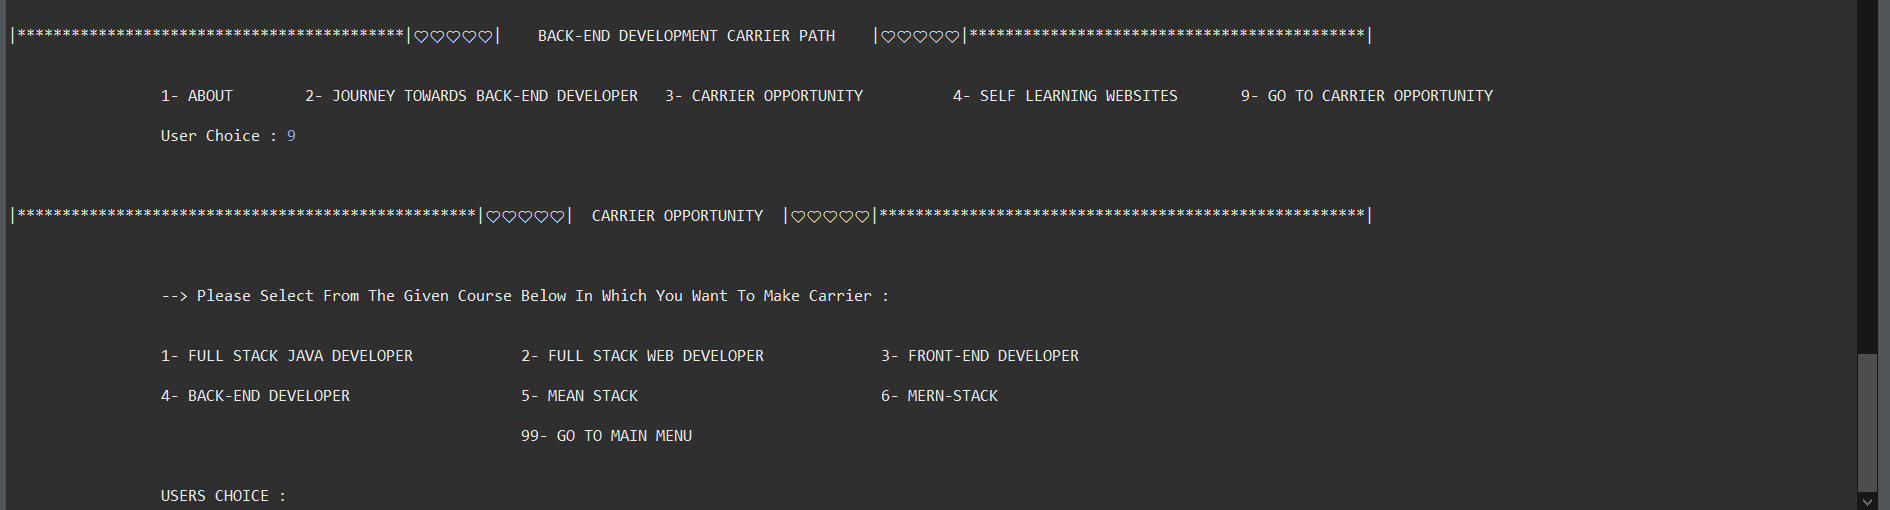 |*******************************************|♡♡♡♡♡|    BACK-END DEVELOPMENT CARRIER PATH    |♡♡♡♡♡|********************************************|
1- ABOUT        2- JOURNEY TOWARDS BACK-END DEVELOPER   3- CARRIER OPPORTUNITY          4- SELF LEARNING WEBSITES       9- GO TO CARRIER OPPORTUNITY
User Choice : 9
|***************************************************|♡♡♡♡♡|  CARRIER OPPORTUNITY  |♡♡♡♡♡|******************************************************|
--> Please Select From The Given Course Below In Which You Want To Make Carrier :
1- FULL STACK JAVA DEVELOPER            2- FULL STACK WEB DEVELOPER             3- FRONT-END DEVELOPER
4- BACK-END DEVELOPER                   5- MEAN STACK                           6- MERN-STACK
99- GO TO MAIN MENU
USERS CHOICE :